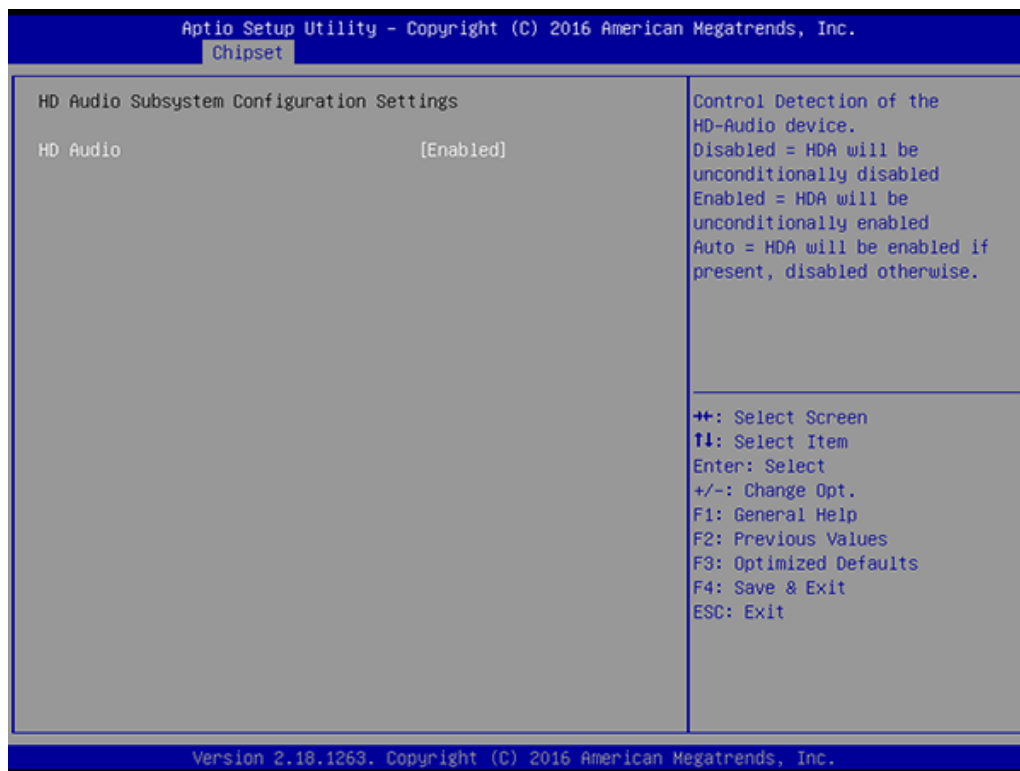 Aptio Setup Utility – Copyright (C) 2016 American Megatrends, Inc.
Chipset
HD Audio Subsystem Configuration Settings
HD Audio [Enabled]
Control Detection of the
HD-Audio device.
Disabled = HDA will be
unconditionally disabled
Enabled = HDA will be
unconditionally enabled
Auto = HDA will be enabled if
present, disabled otherwise.
→←: Select Screen
↑↓: Select Item
Enter: Select
+/-: Change Opt.
F1: General Help
F2: Previous Values
F3: Optimized Defaults
F4: Save & Exit
ESC: Exit
Version 2.18.1263. Copyright (C) 2016 American Megatrends, Inc.